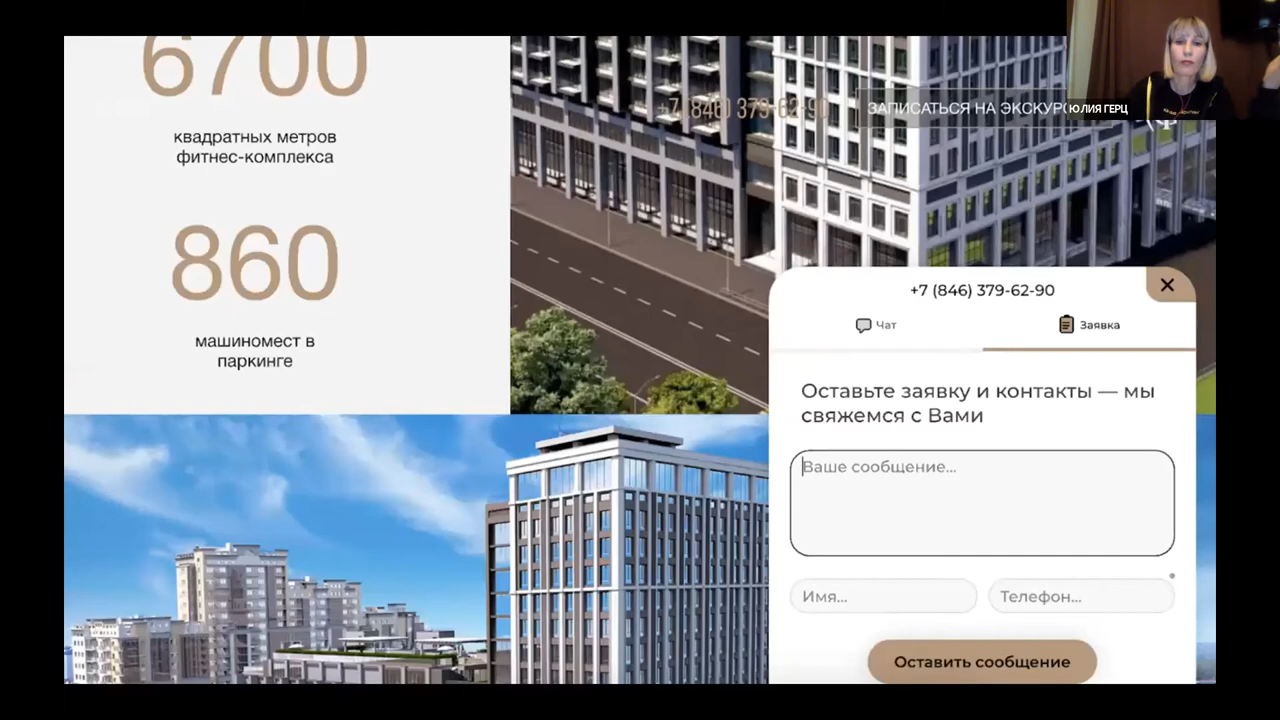 6700
квадратных метров
фитнес-комплекса
860
машиномест в
паркинге
+7 (846) 379-62-90
ЗАПИСАТЬСЯ НА ЭКСКУРС
ЮЛИЯ ГЕРЦ
+7 (846) 379-62-90
Чат
Заявка
Оставьте заявку и контакты — мы
свяжемся с Вами
Ваше сообщение...
Имя...
Телефон...
Оставить сообщение